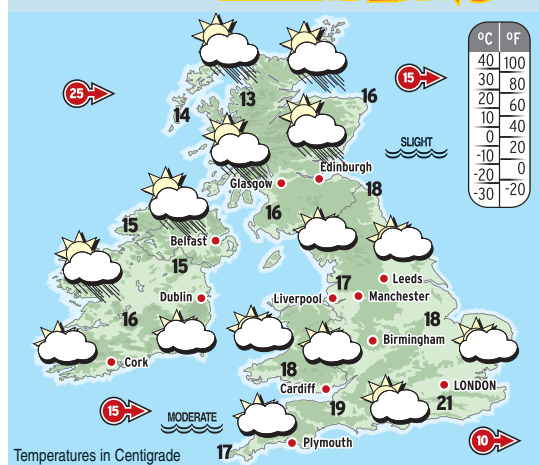 °C °F
40 100
30 80
20 60
10 40
0 20
-10 0
-20 -20
-30
25
15
13
16
14
SLIGHT
Edinburgh
Glasgow
18
16
15
Belfast
15
Leeds
17
Dublin
Liverpool
Manchester
16
18
Birmingham
Cork
18
Cardiff
LONDON
19
21
15
MODERATE
10
Plymouth
17
Temperatures in Centigrade